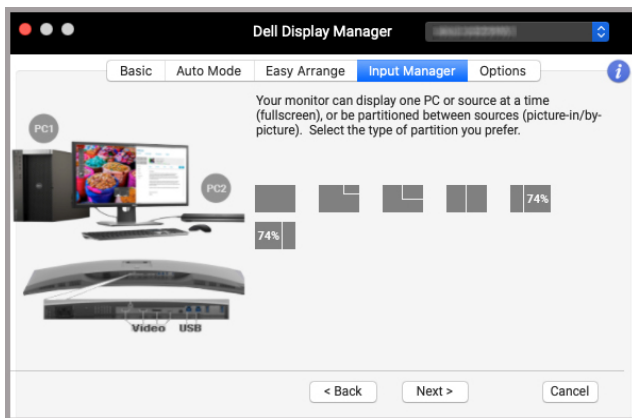 Dell Display Manager
Basic
Auto Mode
Easy Arrange
Input Manager
Options
i
Your monitor can display one PC or source at a time
(fullscreen), or be partitioned between sources (picture-in/by-
picture). Select the type of partition you prefer.
PC1
PC2
74%
74%
Video
USB
< Back
Next >
Cancel